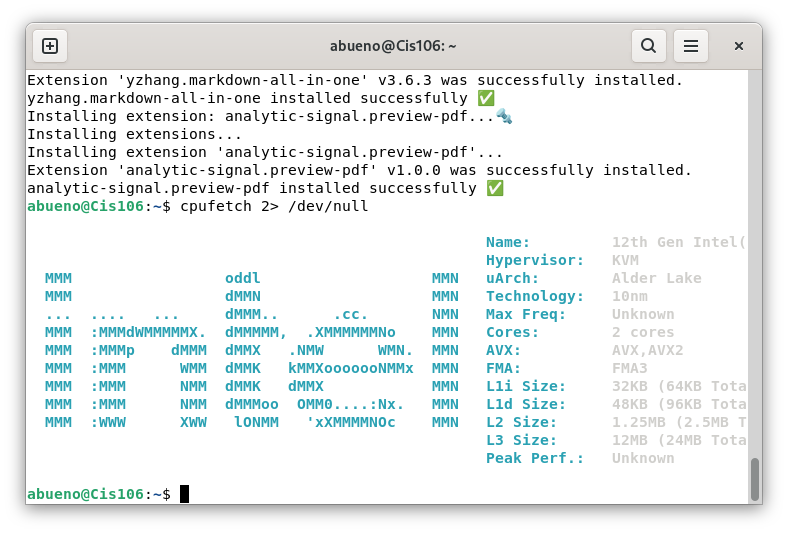 abueno@Cis106: ~
Extension 'yzhang.markdown-all-in-one' v3.6.3 was successfully installed.
yzhang.markdown-all-in-one installed successfully ✅
Installing extension: analytic-signal.preview-pdf...🔩
Installing extensions...
Installing extension 'analytic-signal.preview-pdf'...
Extension 'analytic-signal.preview-pdf' v1.0.0 was successfully installed.
analytic-signal.preview-pdf installed successfully ✅
abueno@Cis106:~$ cpufetch 2> /dev/null
                                                   Name:         12th Gen Intel(
                                                   Hypervisor:   KVM
  MMM                 oddl                   MMN   uArch:        Alder Lake
  MMM                 dMMN                   MMN   Technology:   10nm
  ...  ....   ...     dMMM..      .cc.       NMN   Max Freq:     Unknown
  MMM  :MMMdWMMMMMX.  dMMMMM,  .XMMMMMMNo    MMN   Cores:        2 cores
  MMM  :MMMp    dMMM  dMMX   .NMW      WMN.  MMN   AVX:          AVX,AVX2
  MMM  :MMM      WMM  dMMK   kMMXooooooNMMx  MMN   FMA:          FMA3
  MMM  :MMM      NMM  dMMK   dMMX            MMN   L1i Size:     32KB (64KB Tota
  MMM  :MMM      NMM  dMMMoo  OMM0....:Nx.   MMN   L1d Size:     48KB (96KB Tota
  MMM  :WWW      XWW   lONMM   'xXMMMMNOc    MMN   L2 Size:      1.25MB (2.5MB T
                                                   L3 Size:      12MB (24MB Tota
                                                   Peak Perf.:   Unknown
abueno@Cis106:~$